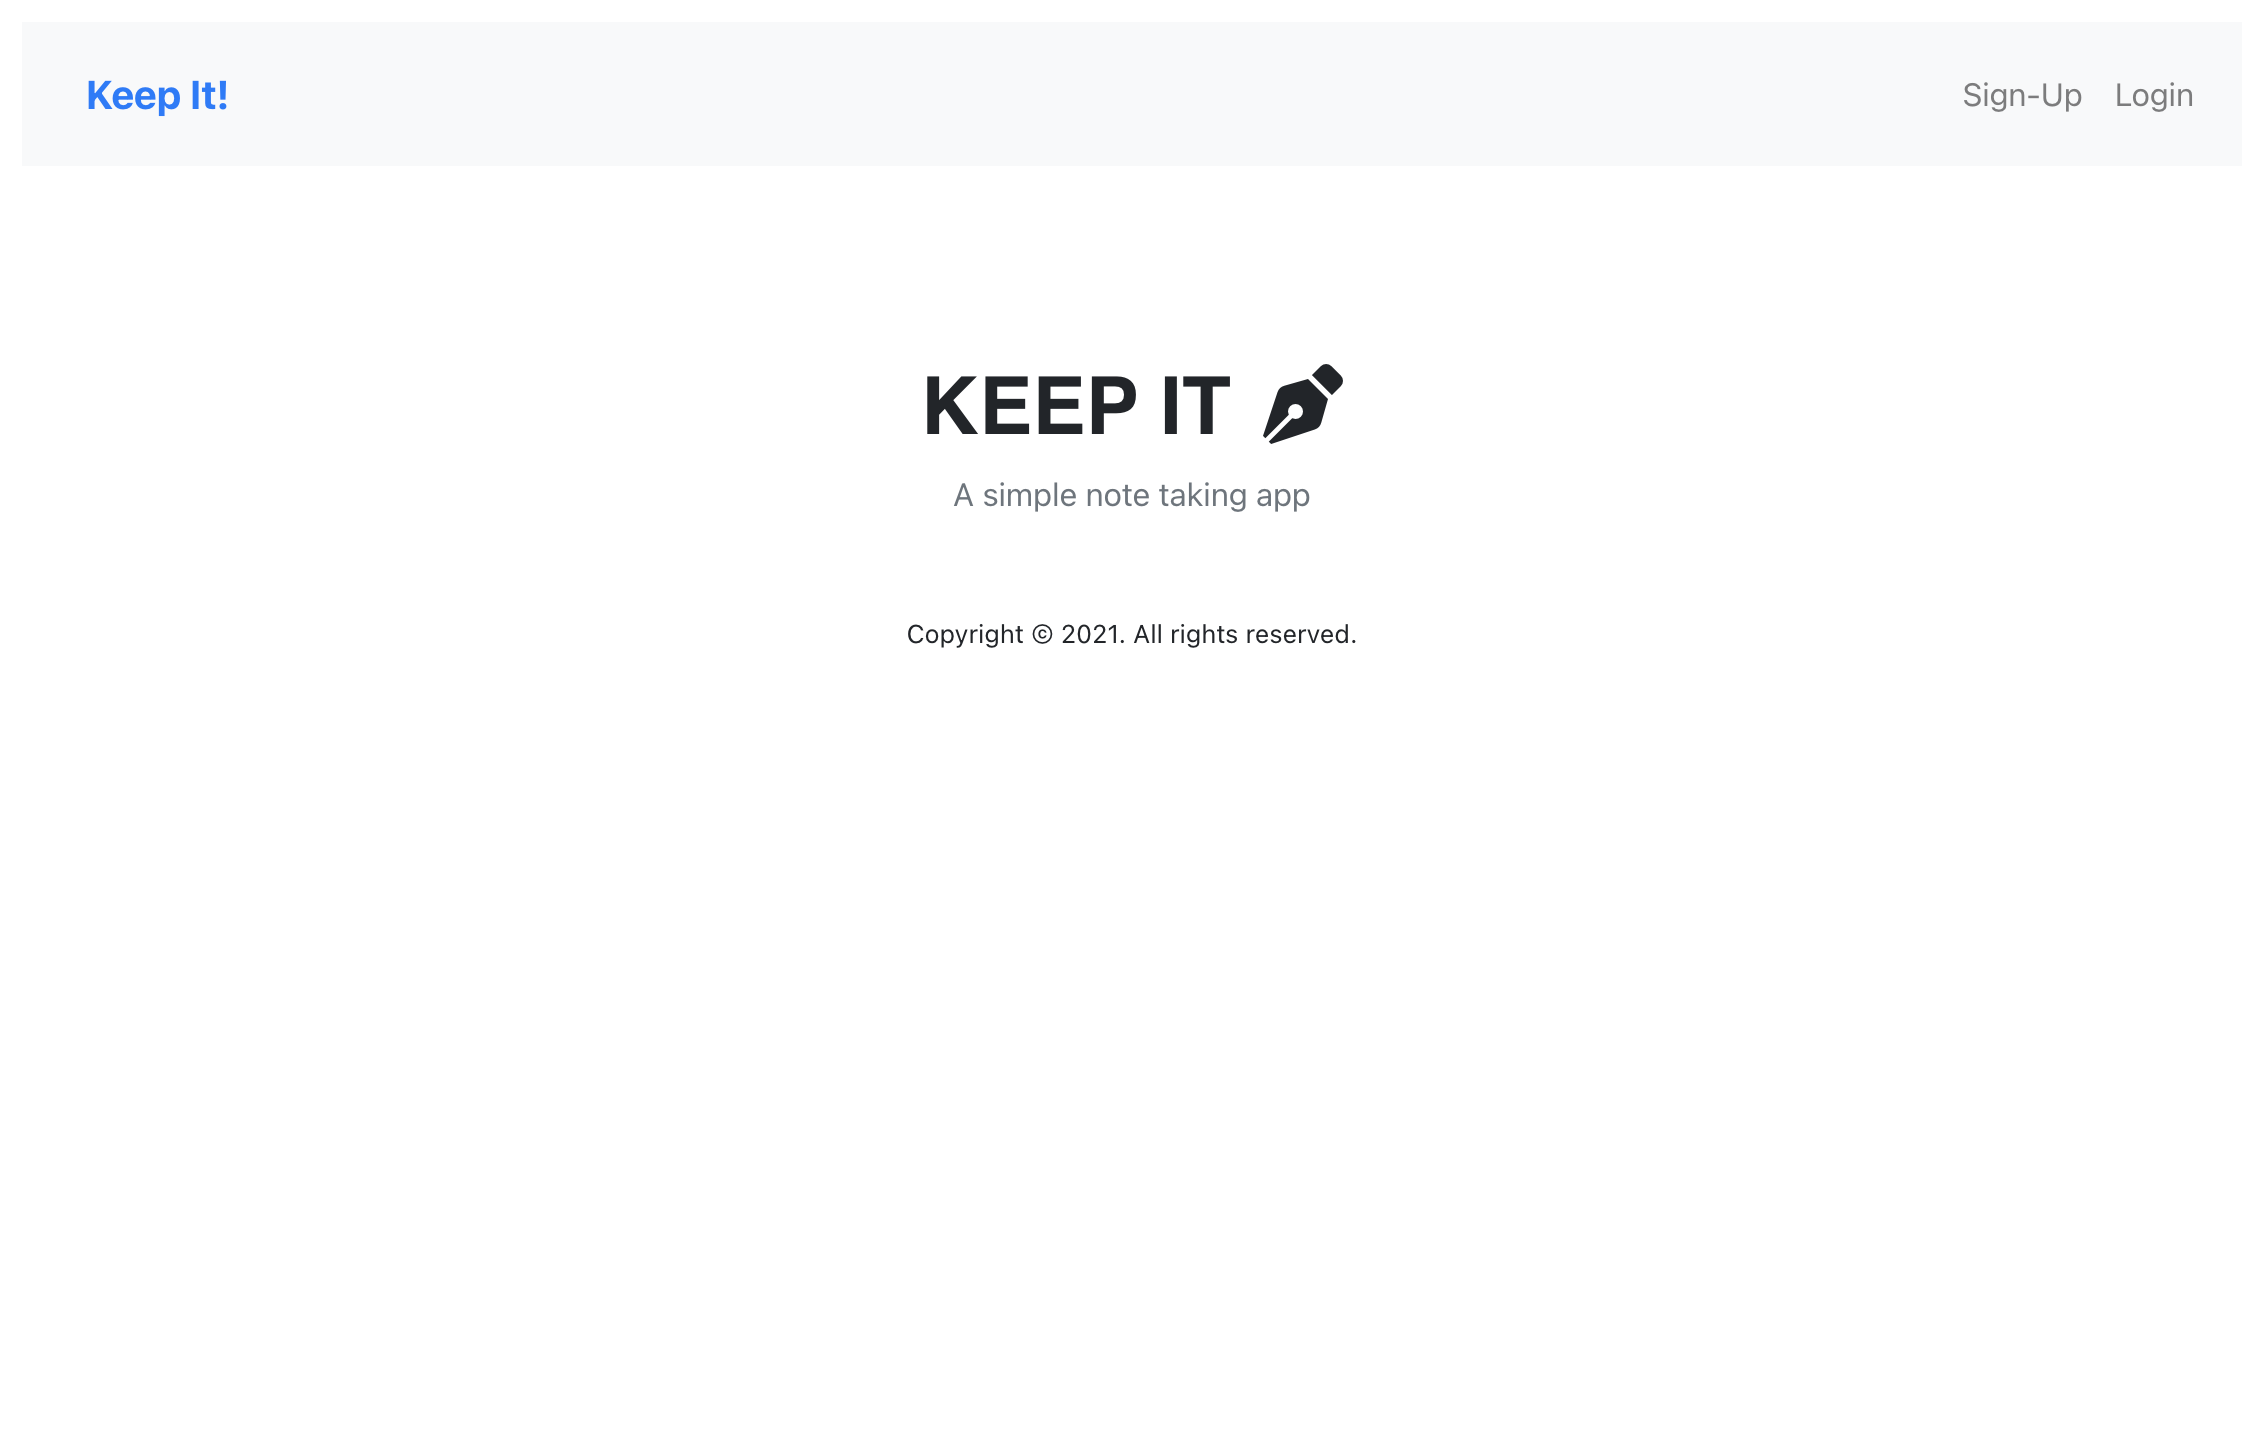 Keep It!
Sign-Up Login
KEEP IT
A simple note taking app
Copyright © 2021. All rights reserved.